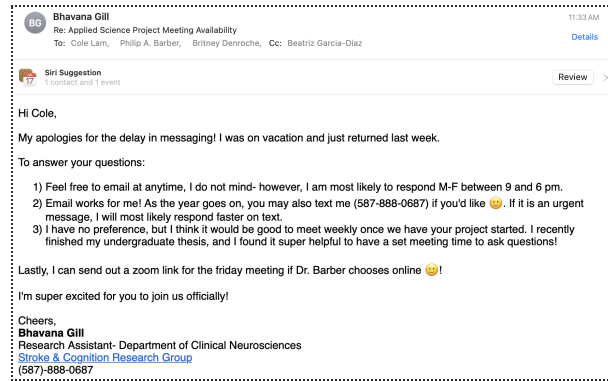 BG
Bhavana Gill
11:33 AM
Re: Applied Science Project Meeting Availability
Details
To: Cole Lam, Philip A. Barber, Britney Denroche, Cc: Beatriz Garcia-Diaz
17
Siri Suggestion
1 contact and 1 event
Review
Hi Cole,
My apologies for the delay in messaging! I was on vacation and just returned last week.
To answer your questions:
1) Feel free to email at anytime, I do not mind- however, I am most likely to respond M-F between 9 and 6 pm.
2) Email works for me! As the year goes on, you may also text me (587-888-0687) if you'd like 🙂. If it is an urgent
message, I will most likely respond faster on text.
3) I have no preference, but I think it would be good to meet weekly once we have your project started. I recently
finished my undergraduate thesis, and I found it super helpful to have a set meeting time to ask questions!
Lastly, I can send out a zoom link for the friday meeting if Dr. Barber chooses online 🙂!
I'm super excited for you to join us officially!
Cheers,
Bhavana Gill
Research Assistant- Department of Clinical Neurosciences
Stroke & Cognition Research Group
(587)-888-0687